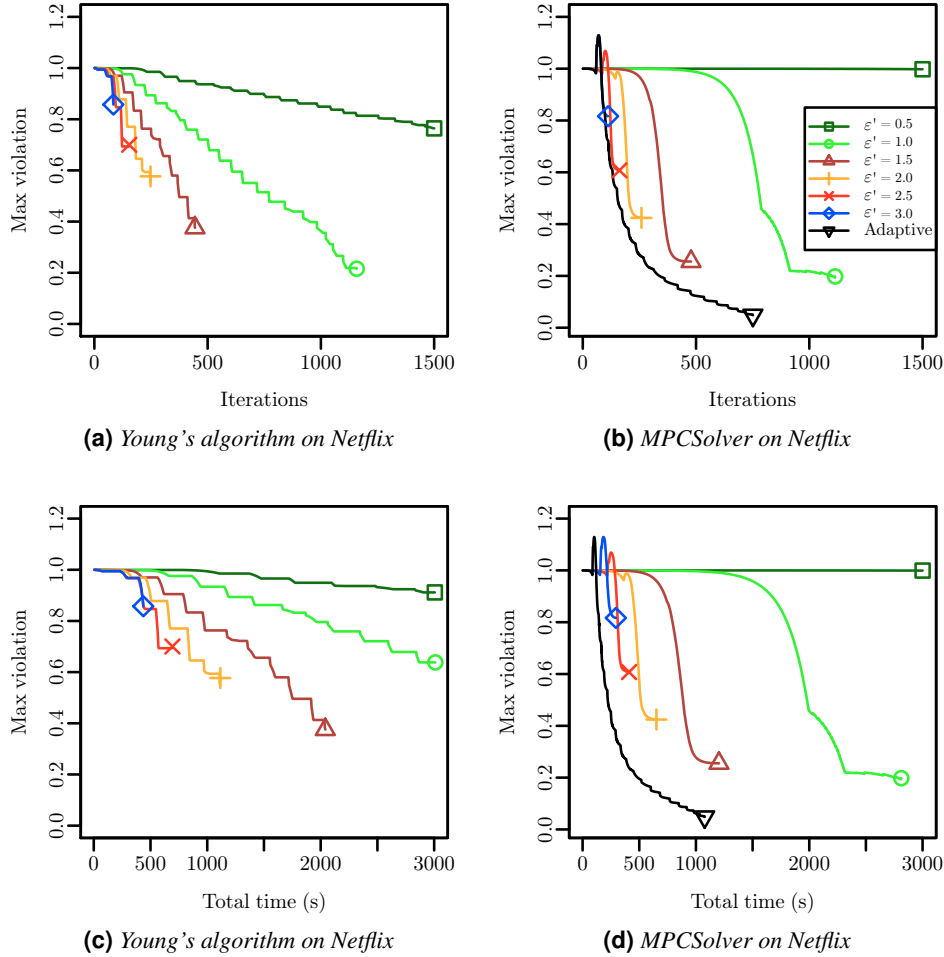 Max violation
0.0 0.2 0.4 0.6 0.8 1.0 1.2
0 500 1000 1500
Iterations
(a) Young's algorithm on Netflix
Max violation
0.0 0.2 0.4 0.6 0.8 1.0 1.2
ε' = 0.5
ε' = 1.0
ε' = 1.5
ε' = 2.0
ε' = 2.5
ε' = 3.0
Adaptive
0 500 1000 1500
Iterations
(b) MPCSolver on Netflix
Max violation
0.0 0.2 0.4 0.6 0.8 1.0 1.2
0 500 1000 2000 3000
Total time (s)
(c) Young's algorithm on Netflix
Max violation
0.0 0.2 0.4 0.6 0.8 1.0 1.2
0 500 1000 2000 3000
Total time (s)
(d) MPCSolver on Netflix